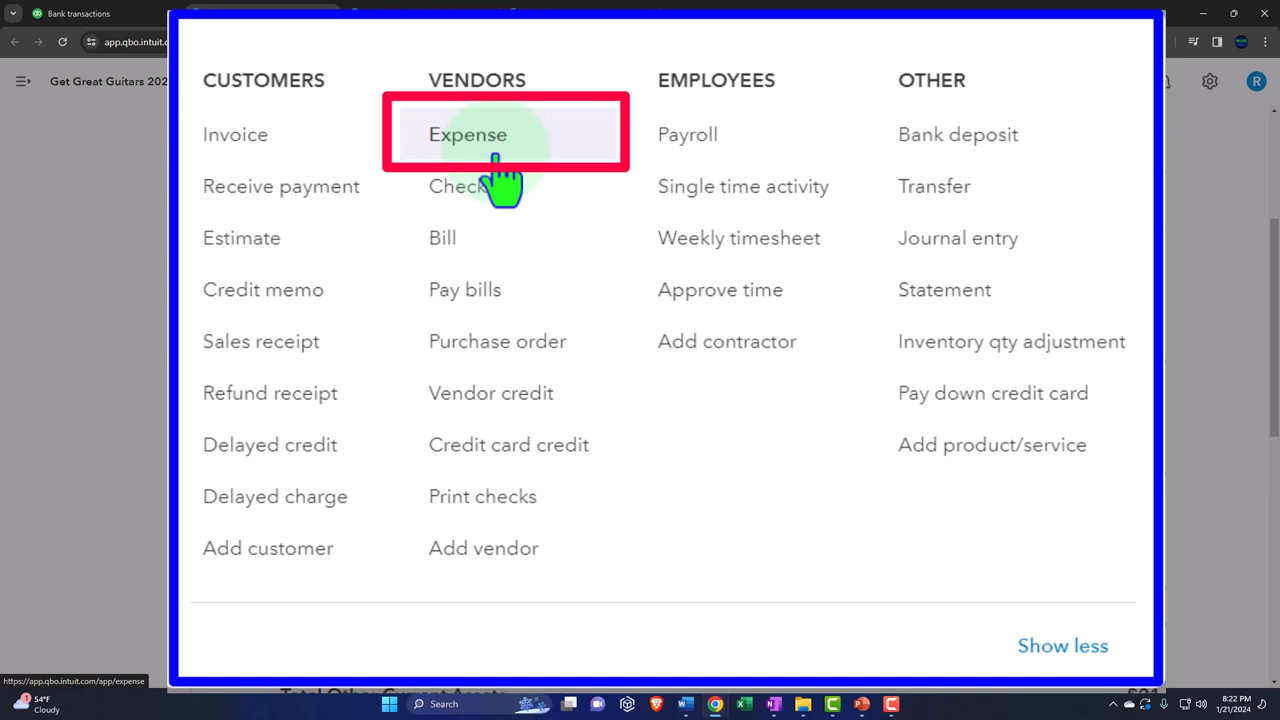 Bank transactions
app.qbo.intuit.c
Get Great Guitars 202
R
CUSTOMERS
Invoice
Receive payment
Estimate
Credit memo
Sales receipt
Refund receipt
Delayed credit
Delayed charge
Add customer
VENDORS
Expense
Check
Bill
Pay bills
Purchase order
Vendor credit
Credit card credit
Print checks
Add vendor
EMPLOYEES
Payroll
Single time activity
Weekly timesheet
Approve time
Add contractor
OTHER
Bank deposit
Transfer
Journal entry
Statement
Inventory qty adjustment
Pay down credit card
Add product/service
Show less
https://app.qbo.intuit.com/app/expense
Total Other Current Assets
1
54°F
Cloudy
Search
8:22 PM